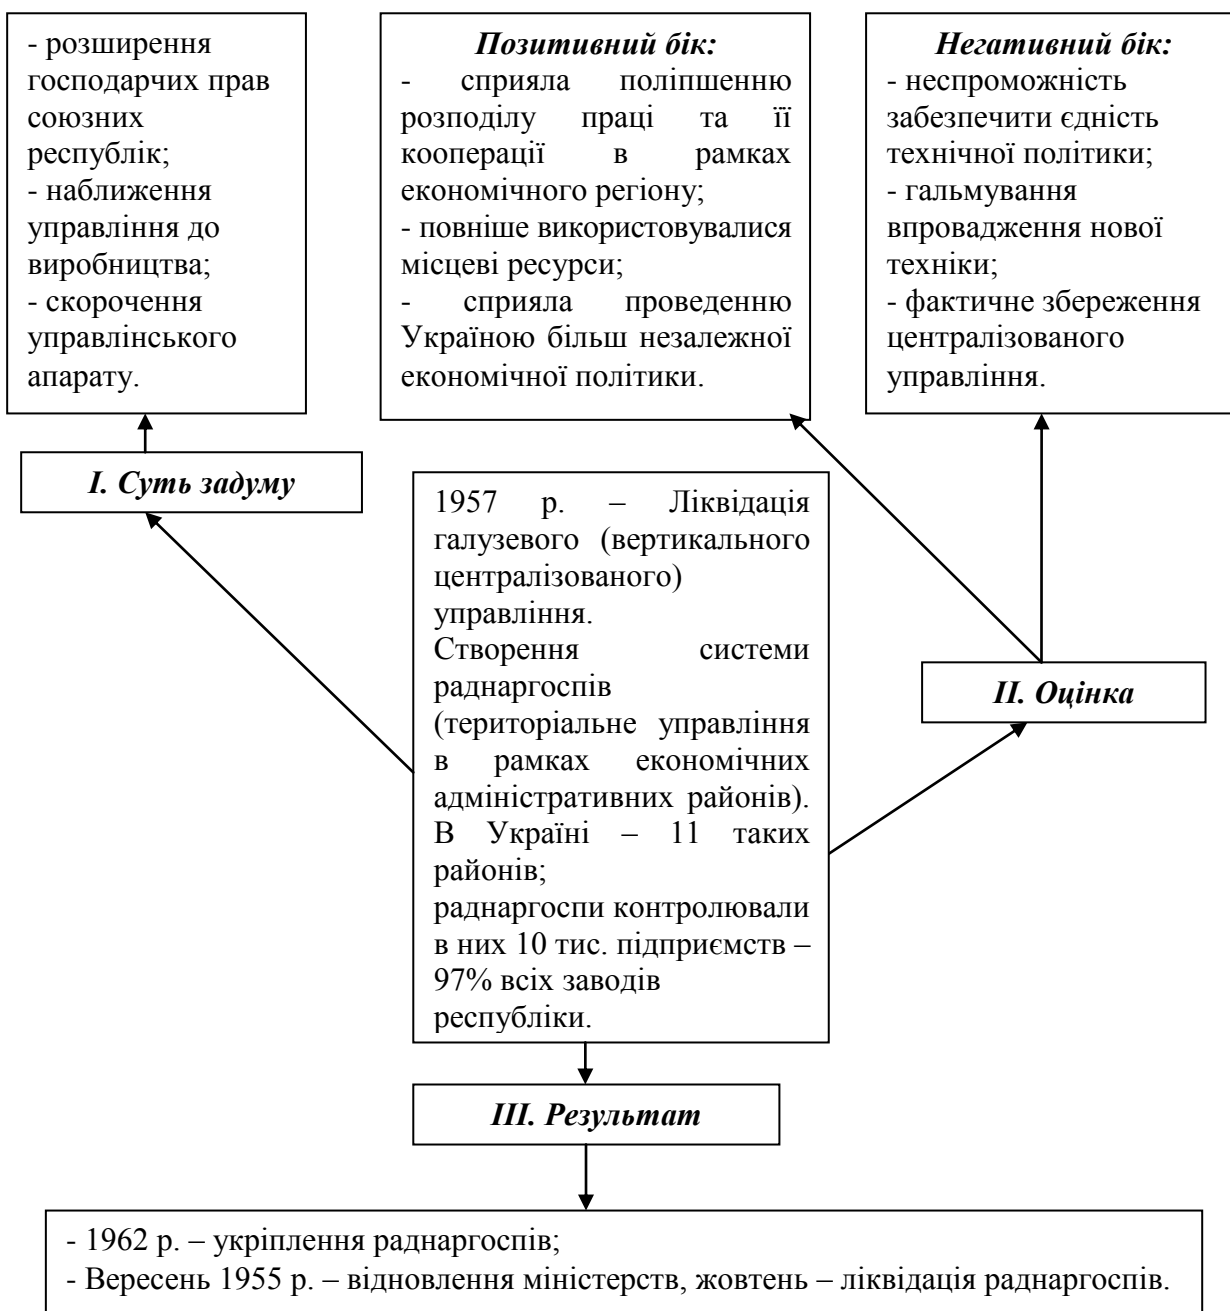 - розширення
господарчих прав
союзних
республік;
- наближення
управління до
виробництва;
- скорочення
управлінського
апарату.
Позитивний бік:
- сприяла поліпшенню
розподілу праці та її
кооперації в рамках
економічного регіону;
- повніше використовувалися
місцеві ресурси;
- сприяла проведенню
Україною більш незалежної
економічної політики.
Негативний бік:
- неспроможність
забезпечити єдність
технічної політики;
- гальмування
впровадження нової
техніки;
- фактичне збереження
централізованого
управління.
І. Суть задуму
1957 р. – Ліквідація
галузевого (вертикального
централізованого)
управління.
Створення системи
раднаргоспів
(територіальне управління
в рамках економічних
адміністративних районів).
В Україні – 11 таких
районів;
раднаргоспи контролювали
в них 10 тис. підприємств –
97% всіх заводів
республіки.
ІІ. Оцінка
ІІІ. Результат
- 1962 р. – укріплення раднаргоспів;
- Вересень 1955 р. – відновлення міністерств, жовтень – ліквідація раднаргоспів.